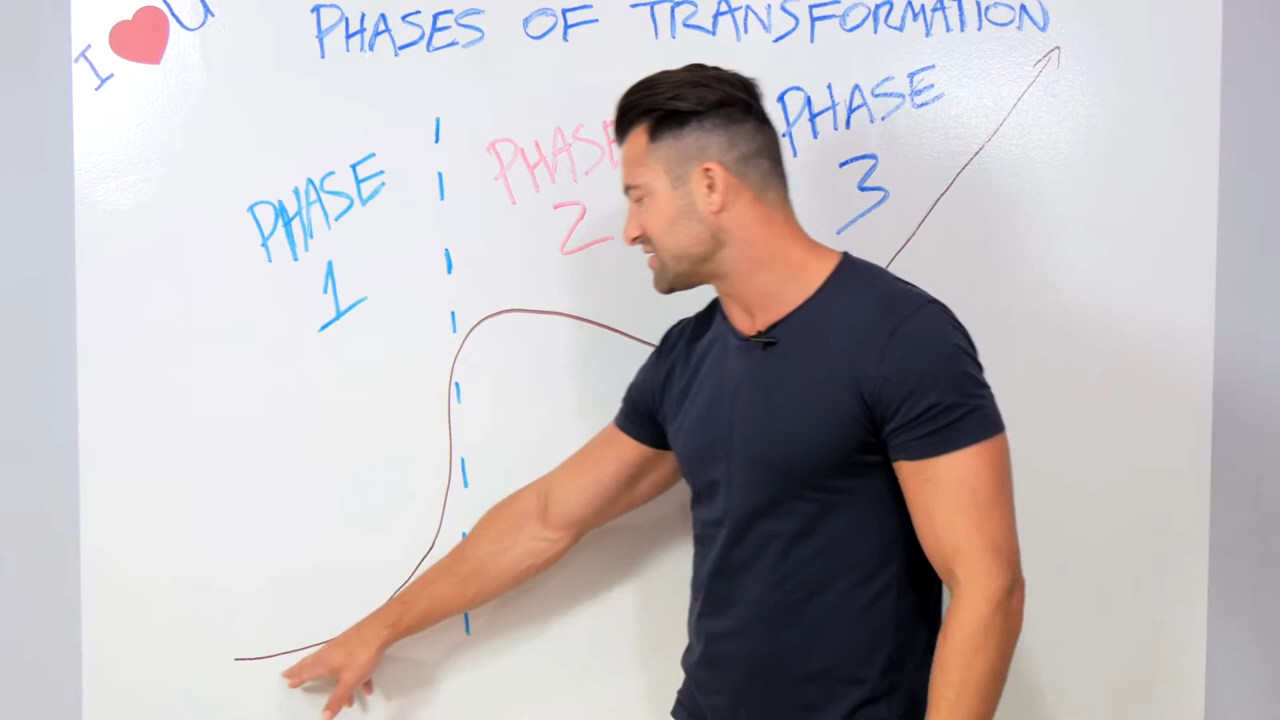 I ❤ U
PHASES OF TRANSFORMATION
PHASE
1
PHASE
2
PHASE
3